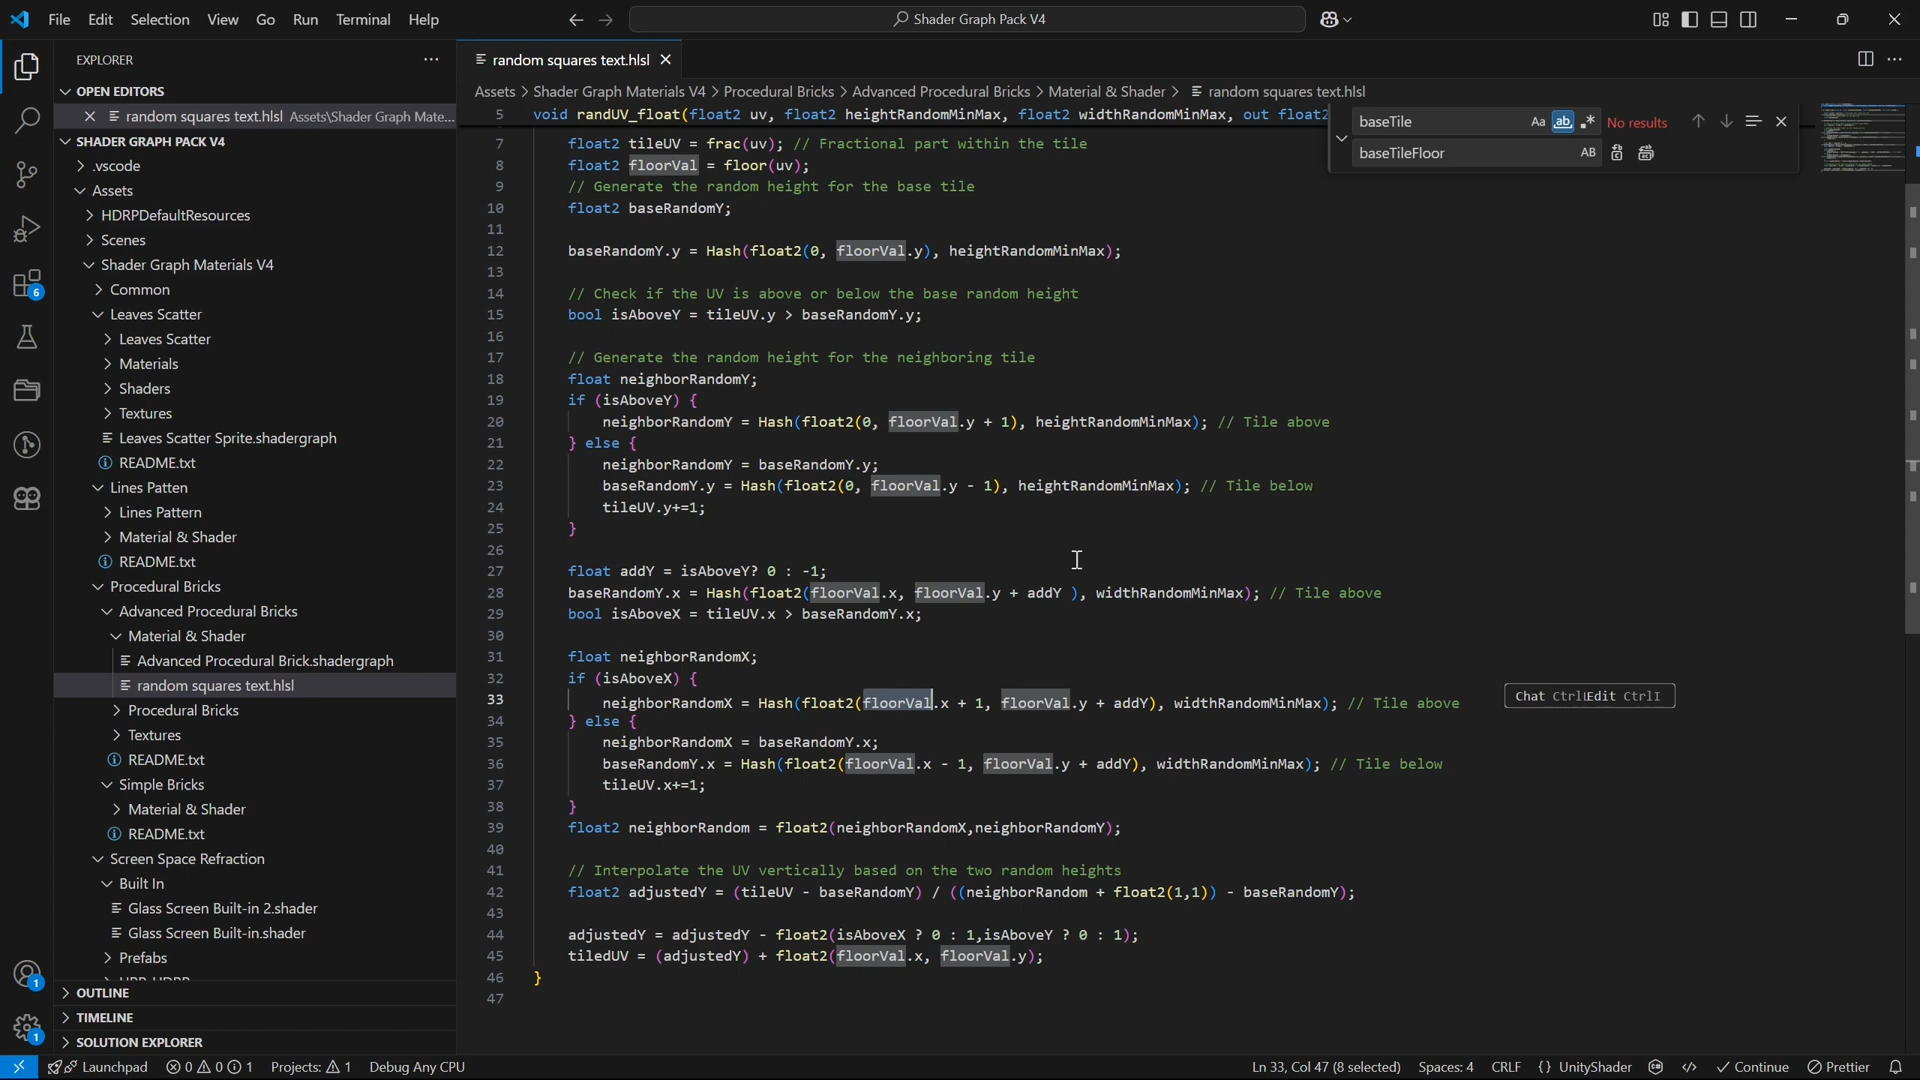 File Edit Selection View Go Run Terminal Help
Shader Graph Pack V4
EXPLORER
OPEN EDITORS
random squares text.hlsl Assets\Shader Graph Mate...
SHADER GRAPH PACK V4
.vscode
Assets
HDRPDefaultResources
Scenes
Shader Graph Materials V4
Common
Leaves Scatter
Leaves Scatter
Materials
Shaders
Textures
Leaves Scatter Sprite.shadergraph
README.txt
Lines Patten
Lines Pattern
Material & Shader
README.txt
Procedural Bricks
Advanced Procedural Bricks
Material & Shader
Advanced Procedural Brick.shadergraph
random squares text.hlsl
Procedural Bricks
Textures
README.txt
Simple Bricks
Material & Shader
README.txt
Screen Space Refraction
Built In
Glass Screen Built-in 2.shader
Glass Screen Built-in.shader
Prefabs
OUTLINE
TIMELINE
SOLUTION EXPLORER
6
1
1
random squares text.hlsl
Assets > Shader Graph Materials V4 > Procedural Bricks > Advanced Procedural Bricks > Material & Shader > random squares text.hlsl
baseTile Aa ab No results
baseTileFloor AB
5 void randUV_float(float2 uv, float2 heightRandomMinMax, float2 widthRandomMinMax, out float2
7 float2 tileUV = frac(uv); // Fractional part within the tile
8 float2 floorVal = floor(uv);
9 // Generate the random height for the base tile
10 float2 baseRandomY;
11
12 baseRandomY.y = Hash(float2(0, floorVal.y), heightRandomMinMax);
13
14 // Check if the UV is above or below the base random height
15 bool isAboveY = tileUV.y > baseRandomY.y;
16
17 // Generate the random height for the neighboring tile
18 float neighborRandomY;
19 if (isAboveY) {
20 neighborRandomY = Hash(float2(0, floorVal.y + 1), heightRandomMinMax); // Tile above
21 } else {
22 neighborRandomY = baseRandomY.y;
23 baseRandomY.y = Hash(float2(0, floorVal.y - 1), heightRandomMinMax); // Tile below
24 tileUV.y+=1;
25 }
26
27 float addY = isAboveY? 0 : -1;
28 baseRandomY.x = Hash(float2(floorVal.x, floorVal.y + addY ), widthRandomMinMax); // Tile above
29 bool isAboveX = tileUV.x > baseRandomY.x;
30
31 float neighborRandomX;
32 if (isAboveX) {
33 neighborRandomX = Hash(float2(floorVal.x + 1, floorVal.y + addY), widthRandomMinMax); // Tile above
34 } else {
35 neighborRandomX = baseRandomY.x;
36 baseRandomY.x = Hash(float2(floorVal.x - 1, floorVal.y + addY), widthRandomMinMax); // Tile below
37 tileUV.x+=1;
38 }
39 float2 neighborRandom = float2(neighborRandomX,neighborRandomY);
40
41 // Interpolate the UV vertically based on the two random heights
42 float2 adjustedY = (tileUV - baseRandomY) / ((neighborRandom + float2(1,1)) - baseRandomY);
43
44 adjustedY = adjustedY - float2(isAboveX ? 0 : 1,isAboveY ? 0 : 1);
45 tiledUV = (adjustedY) + float2(floorVal.x, floorVal.y);
46 }
47
Chat Ctrl Edit Ctrl I
Launchpad 0 0 1 Projects: 1 Debug Any CPU
Ln 33, Col 47 (8 selected) Spaces: 4 CRLF {} UnityShader Continue Prettier